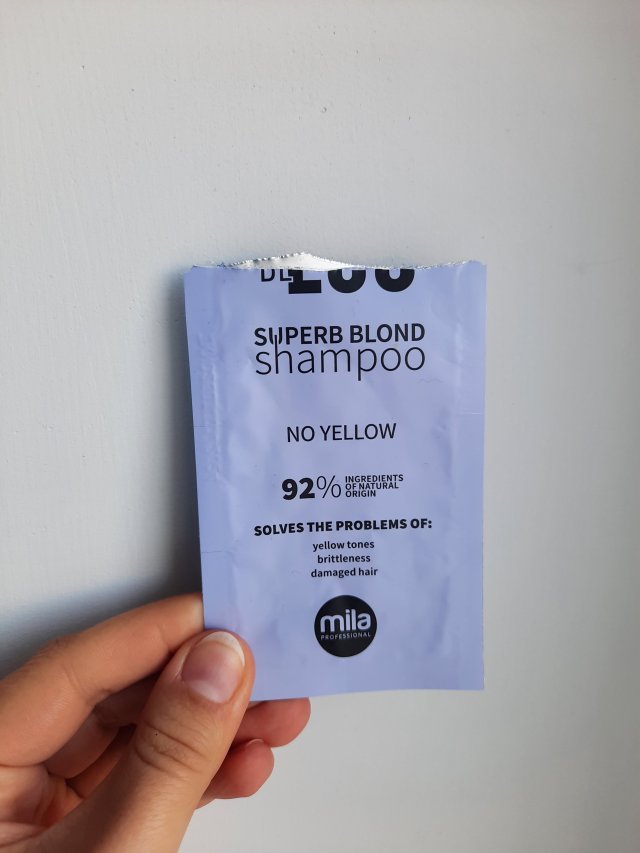 SUPERB BLOND
shampoo
NO YELLOW
92% INGREDIENTS
OF NATURAL
ORIGIN
SOLVES THE PROBLEMS OF:
yellow tones
brittleness
damaged hair
mila
PROFESSIONAL